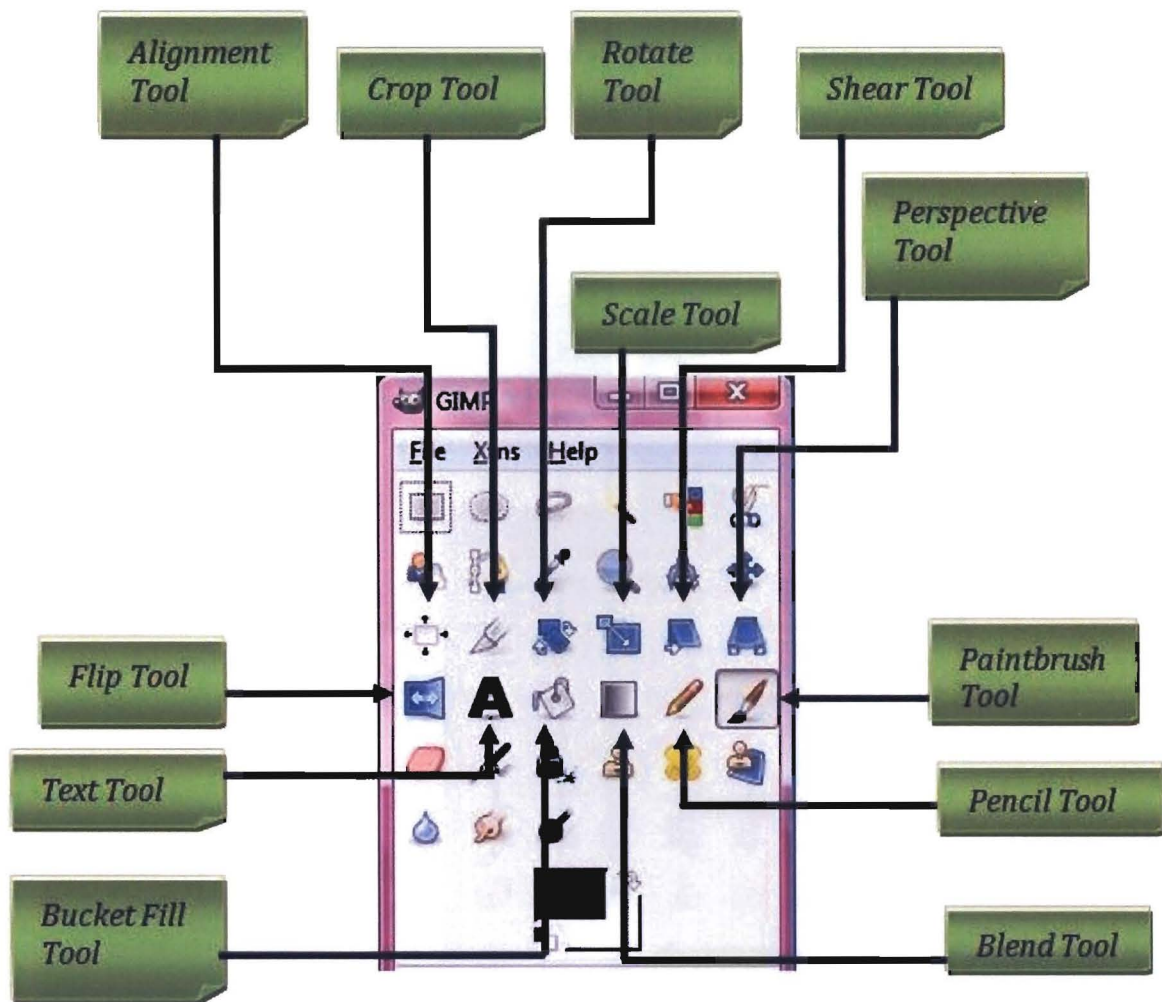 Alignment
Tool
Crop Tool
Rotate
Tool
Shear Tool
Perspective
Tool
Scale Tool
GIMP
File Xtns Help
Flip Tool
Paintbrush
Tool
Text Tool
Pencil Tool
Bucket Fill
Tool
Blend Tool